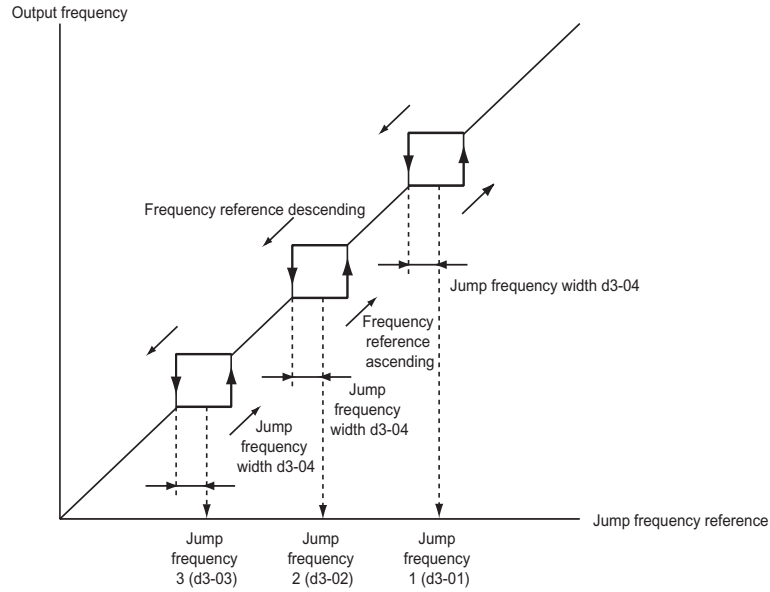 Output frequency
Frequency reference descending
Jump frequency width d3-04
Frequency
reference
ascending
Jump
frequency
width d3-04
Jump
frequency
width d3-04
Jump frequency reference
Jump
frequency
3 (d3-03)
Jump
frequency
2 (d3-02)
Jump
frequency
1 (d3-01)